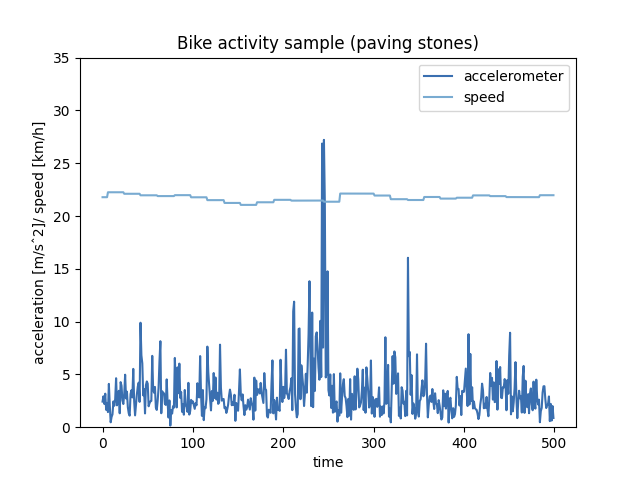 Bike activity sample (paving stones)
accelerometer
speed
acceleration [m/sˆ2]/ speed [km/h]
35
30
25
20
15
10
5
0
0 100 200 300 400 500
time